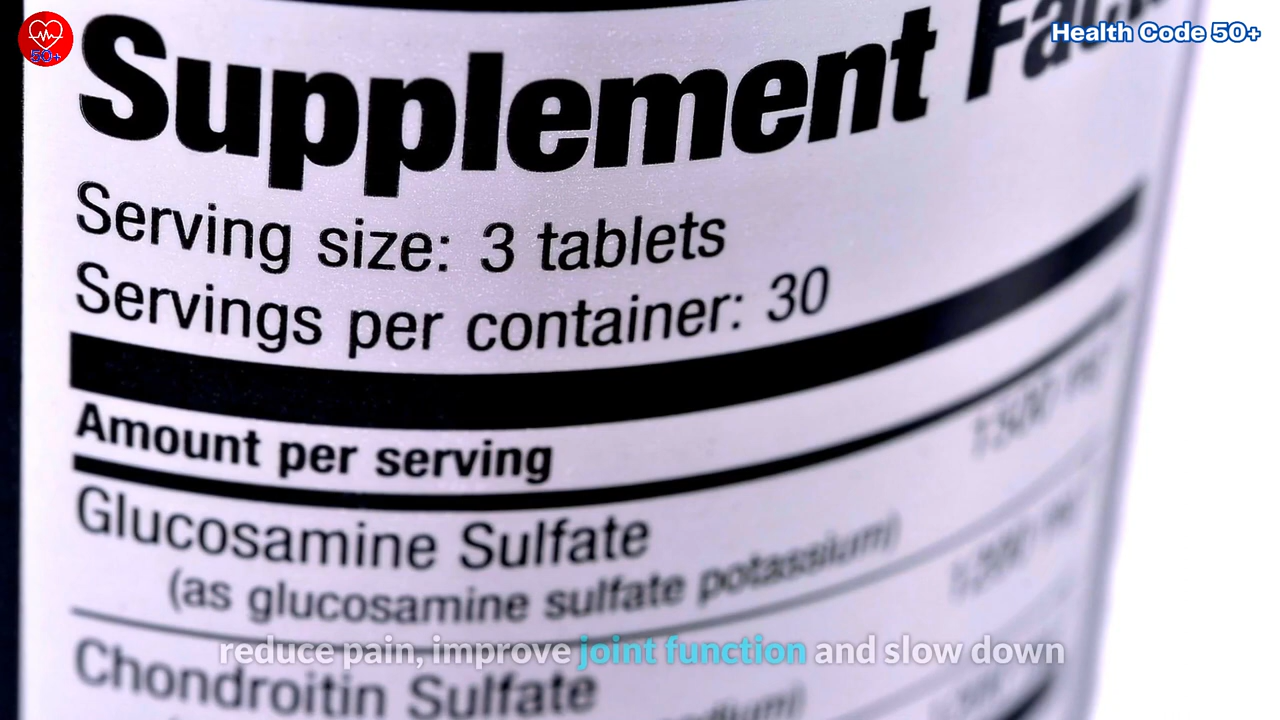 50+
Health Code 50+
Supplement
Serving size: 3 tablets
Servings per container: 30
Amount per serving
Glucosamine Sulfate
(as glucosamine sulfate potassium)
Chondroitin Sulfate
reduce pain, improve joint function and slow down